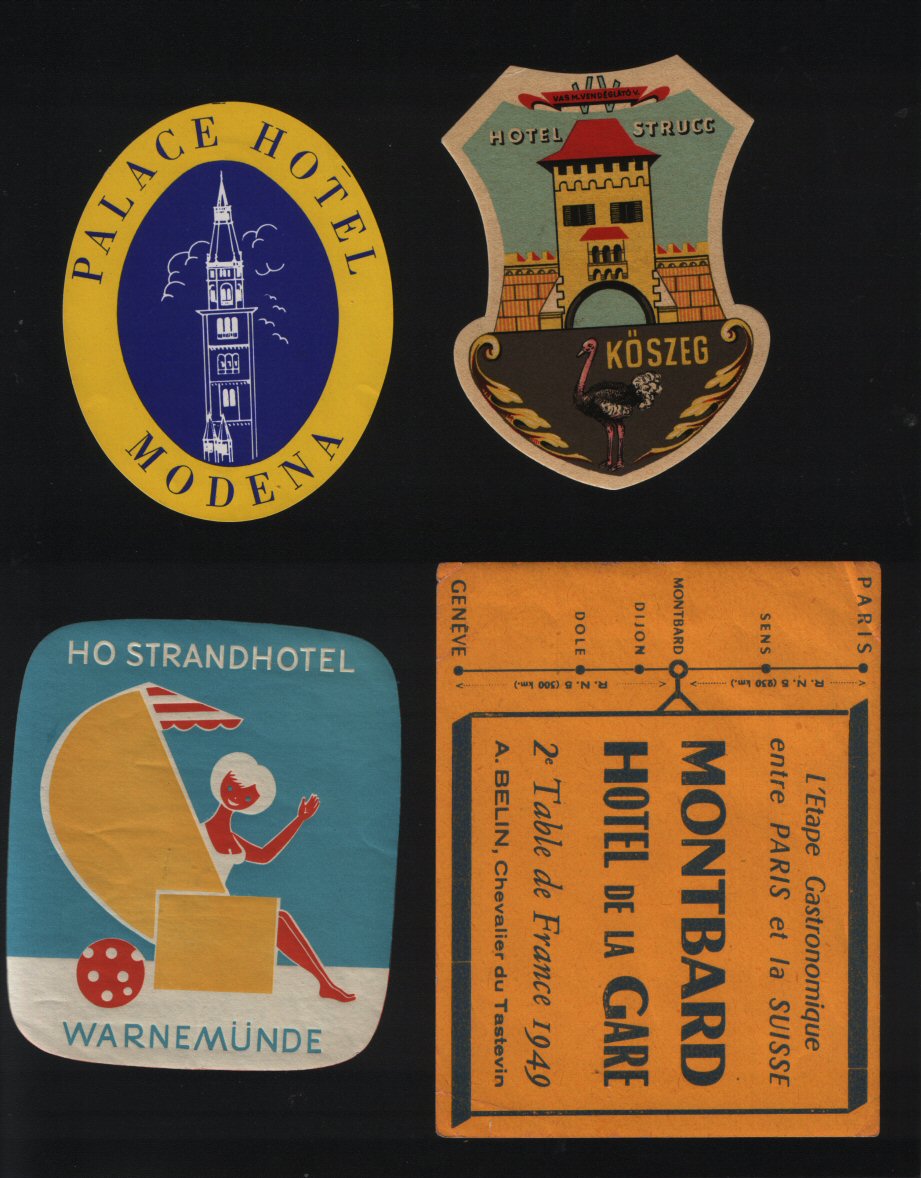 PALACE HOTEL
MODENA
VAS M. VENDÉGLÁTÓ V.
HOTEL STRUCC
KŐSZEG
HO STRANDHOTEL
WARNEMÜNDE
PARIS
SENS
MONTBARD
DIJON
DOLE
GENÈVE
R. N. 5 (230 km.)
R. N. 5 (300 km.)
L'Etape Gastronomique
entre PARIS et la SUISSE
MONTBARD
HOTEL DE LA GARE
2e Table de France 1949
A. BELIN, Chevalier du Tastevin